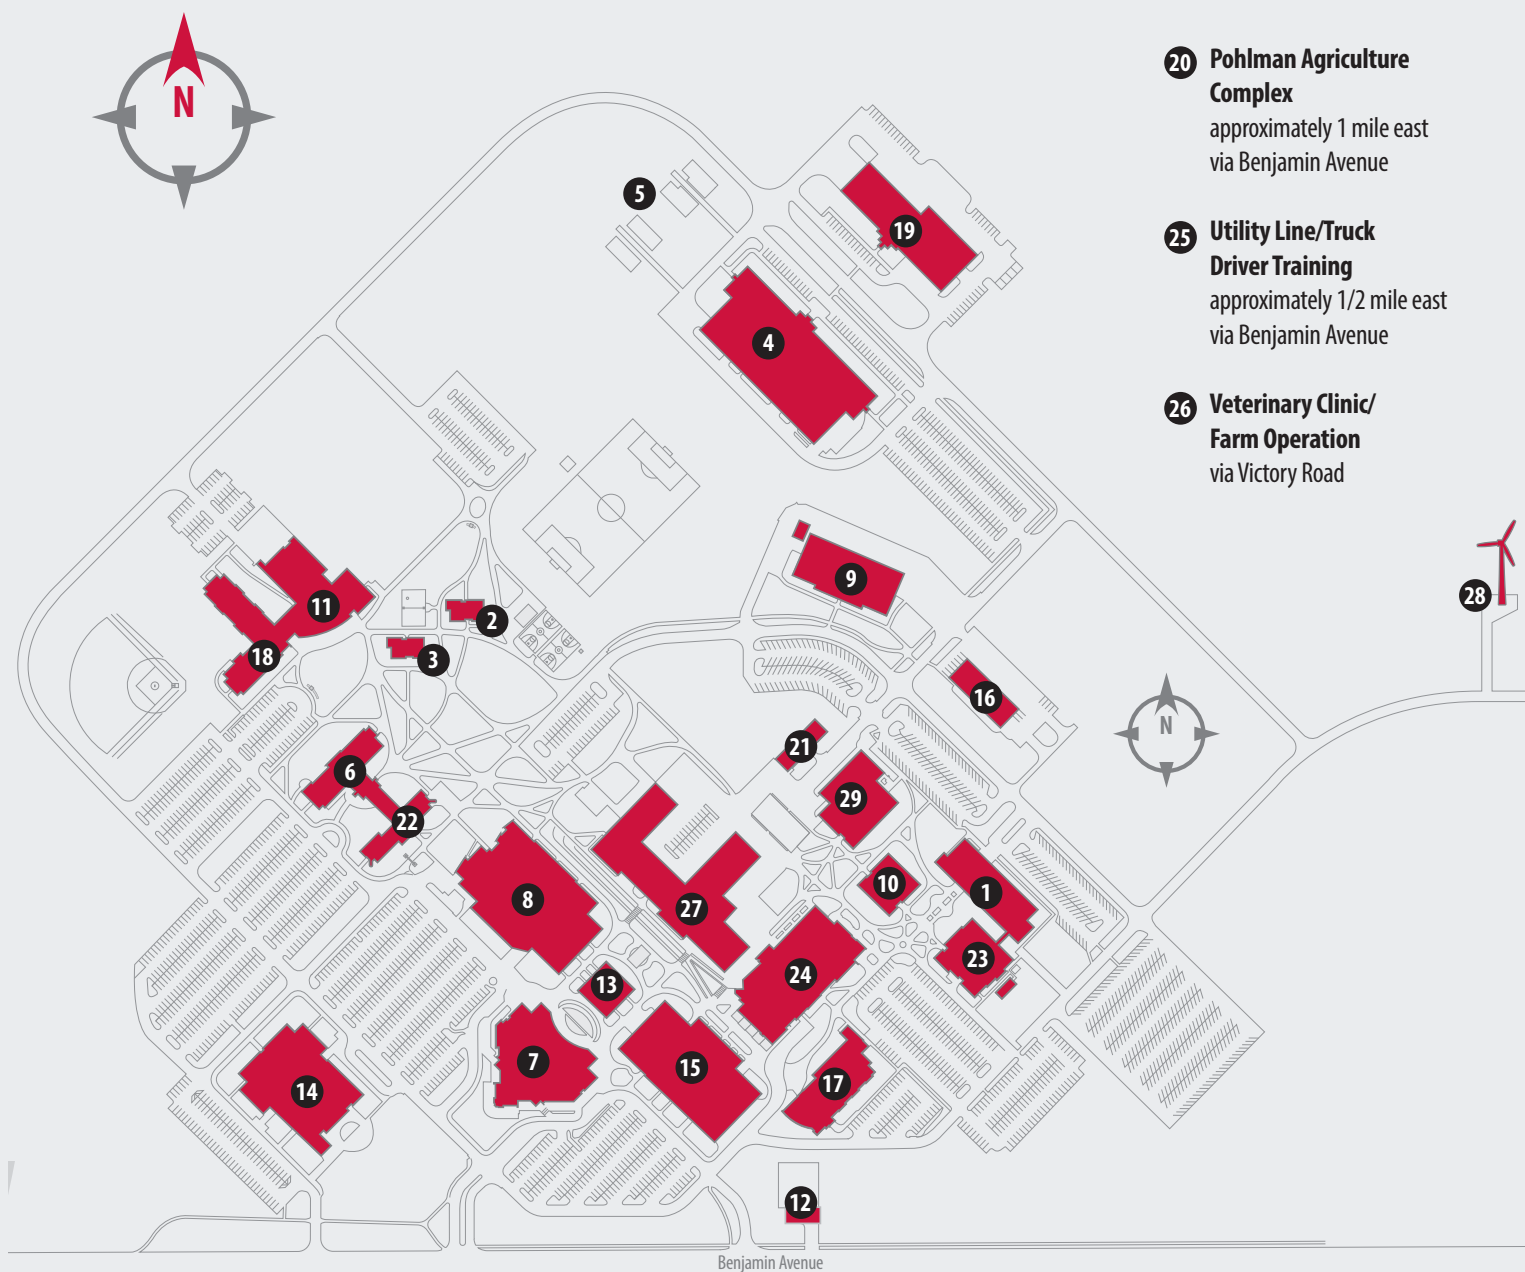 N
20 Pohlman Agriculture
Complex
approximately 1 mile east
via Benjamin Avenue
25 Utility Line/Truck
Driver Training
approximately 1/2 mile east
via Benjamin Avenue
26 Veterinary Clinic/
Farm Operation
via Victory Road
5
19
4
9
28
11
2
3
18
16
N
21
6
29
22
10
1
8
27
23
24
13
7
15
17
14
12
Benjamin Avenue